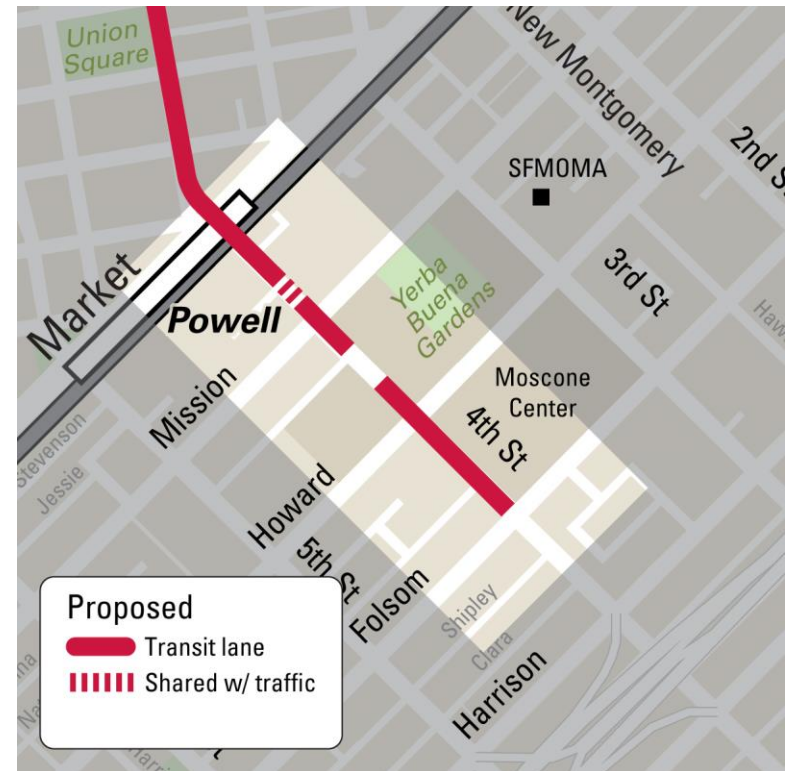 Union
Square
New Montgomery
2nd S
SFMOMA
3rd St
Yerba
Buena
Gardens
Market
Powell
Moscone
Center
4th St
Mission
Stevenson
Jessie
Howard
5th St
Folsom
Shipley
Clara
Harrison
Proposed
Transit lane
Shared w/ traffic